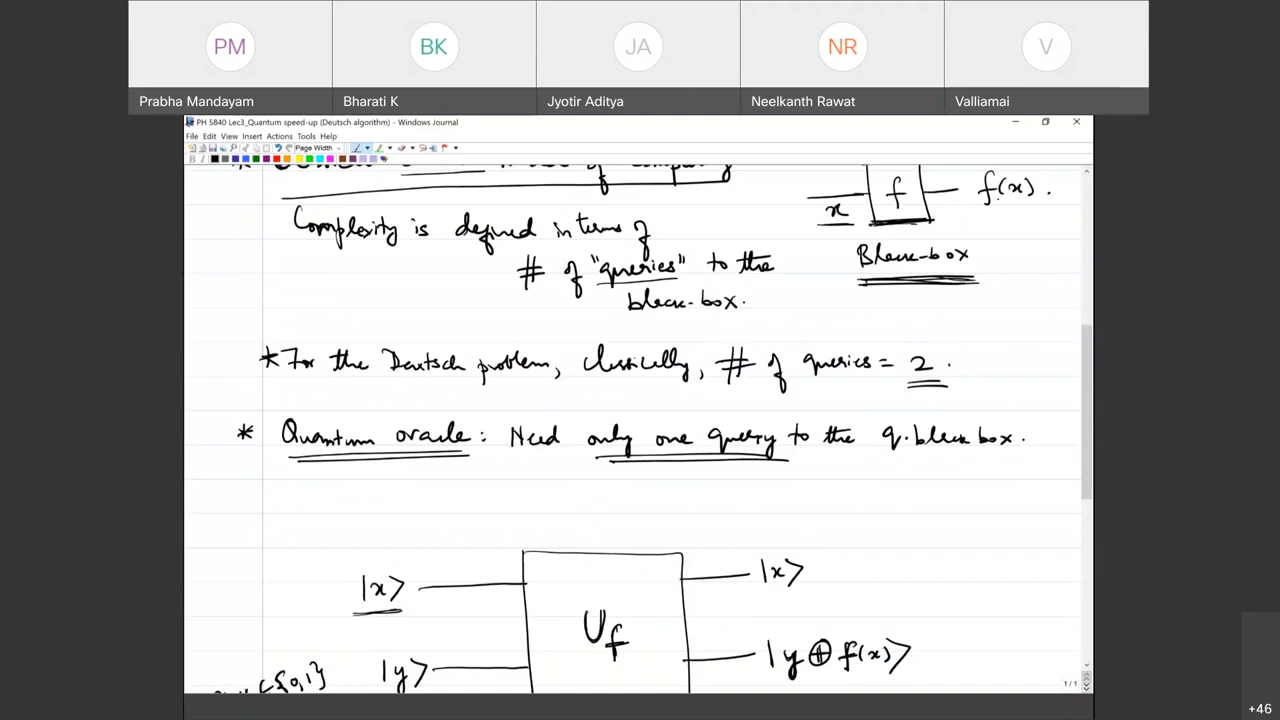 PM BK JA NR V
Prabha Mandayam Bharati K Jyotir Aditya Neelkanth Rawat Valliamai
PH 5840 Lec3_Quantum speed-up (Deutsch algorithm) - Windows Journal
File Edit View Insert Actions Tools Help
Page Width
B I
x f f(x).
Complexity is defined in terms of
# of "queries" to the
black-box.
Black-box
* For the Deutsch problem, classically, # of queries = 2.
* Quantum oracle: Need only one query to the q. black box.
|x> |x>
U_f
|y> |y ⊕ f(x)>
∈{0,1}
1 / 1
+46